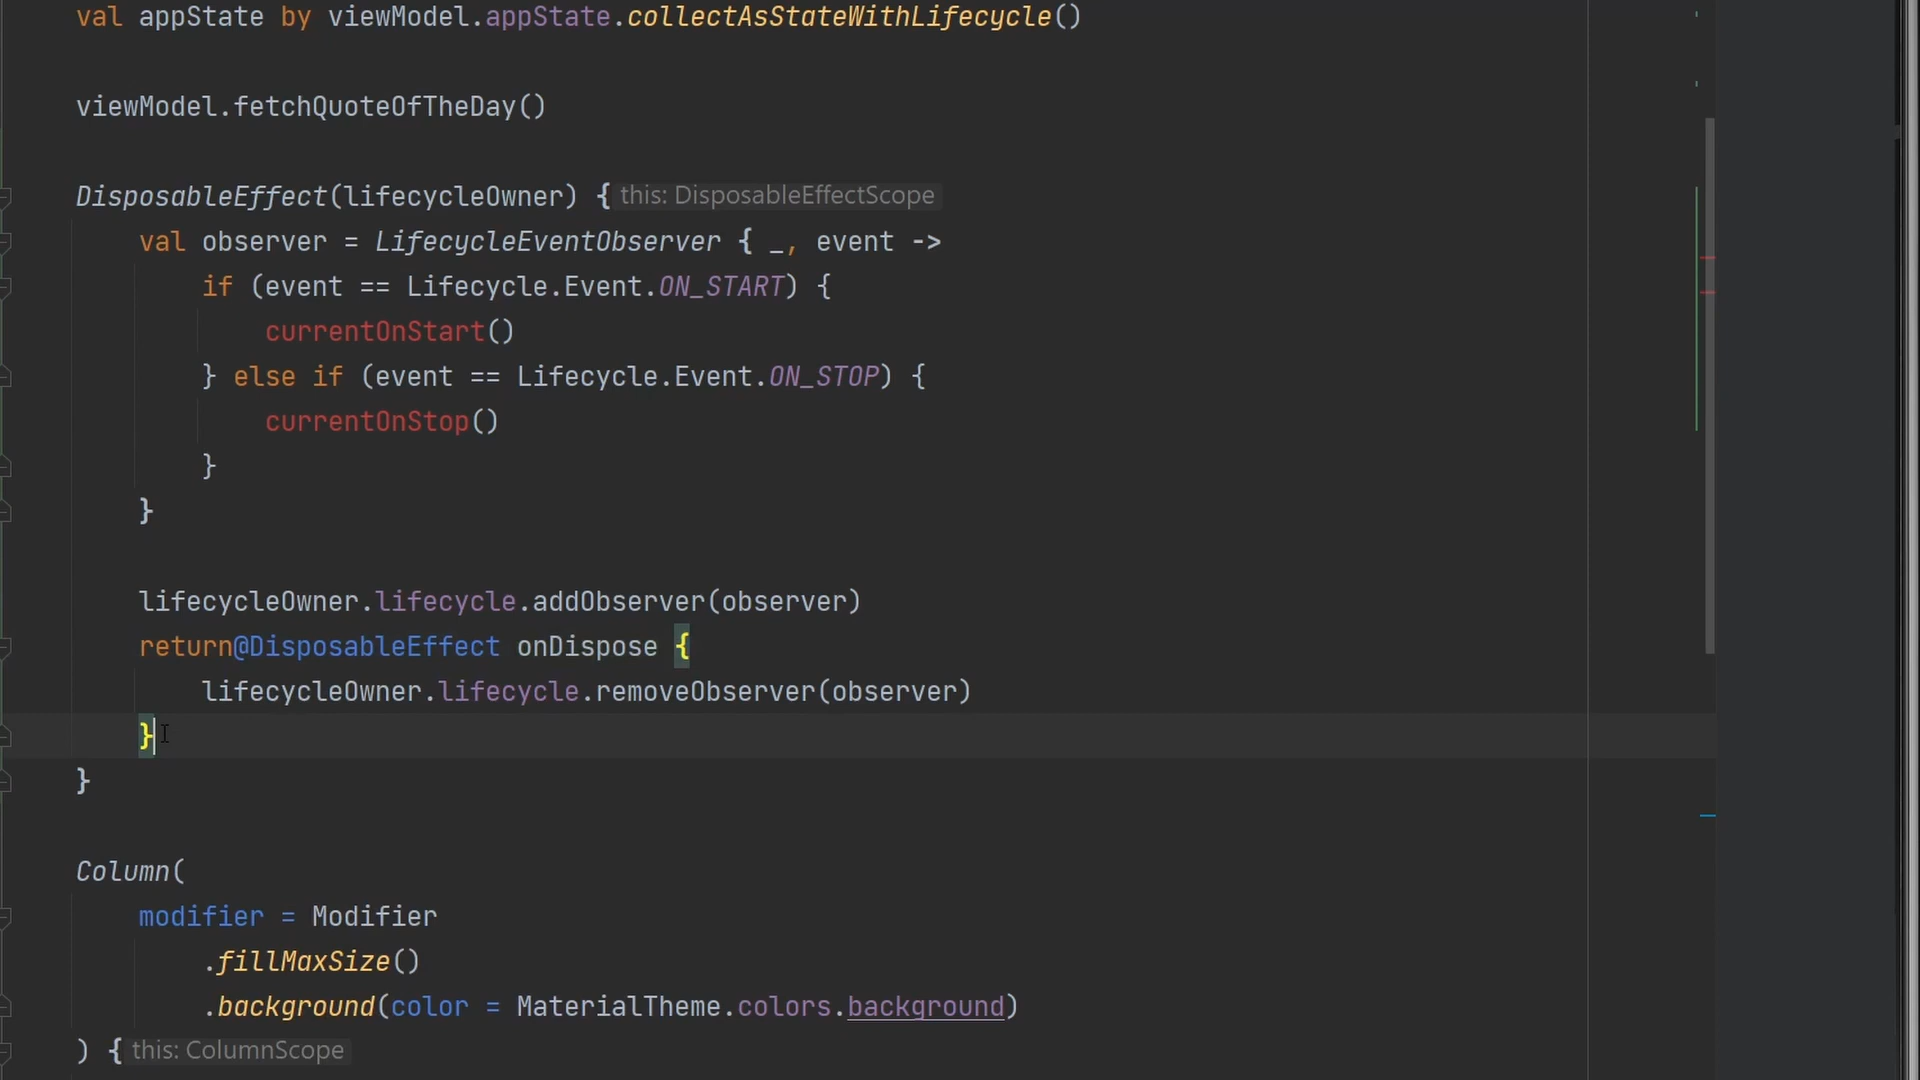 val appState by viewModel.appState.collectAsStateWithLifecycle()
viewModel.fetchQuoteOfTheDay()
DisposableEffect(lifecycleOwner) { this: DisposableEffectScope
val observer = LifecycleEventObserver { _, event ->
if (event == Lifecycle.Event.ON_START) {
currentOnStart()
} else if (event == Lifecycle.Event.ON_STOP) {
currentOnStop()
}
}
lifecycleOwner.lifecycle.addObserver(observer)
return@DisposableEffect onDispose {
lifecycleOwner.lifecycle.removeObserver(observer)
}
}
Column(
modifier = Modifier
.fillMaxSize()
.background(color = MaterialTheme.colors.background)
) { this: ColumnScope